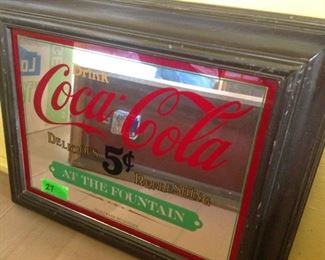 Drink
Coca-Cola
DELICIOUS 5¢ REFRESHING
AT THE FOUNTAIN
27